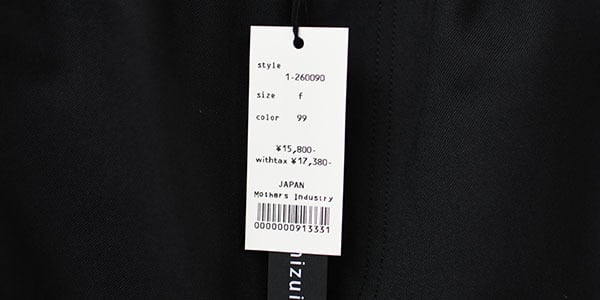 style
1-260090
size f
color 99
¥15,800-
withtax ¥17,380-
JAPAN
Mothers Industry
0000000913331